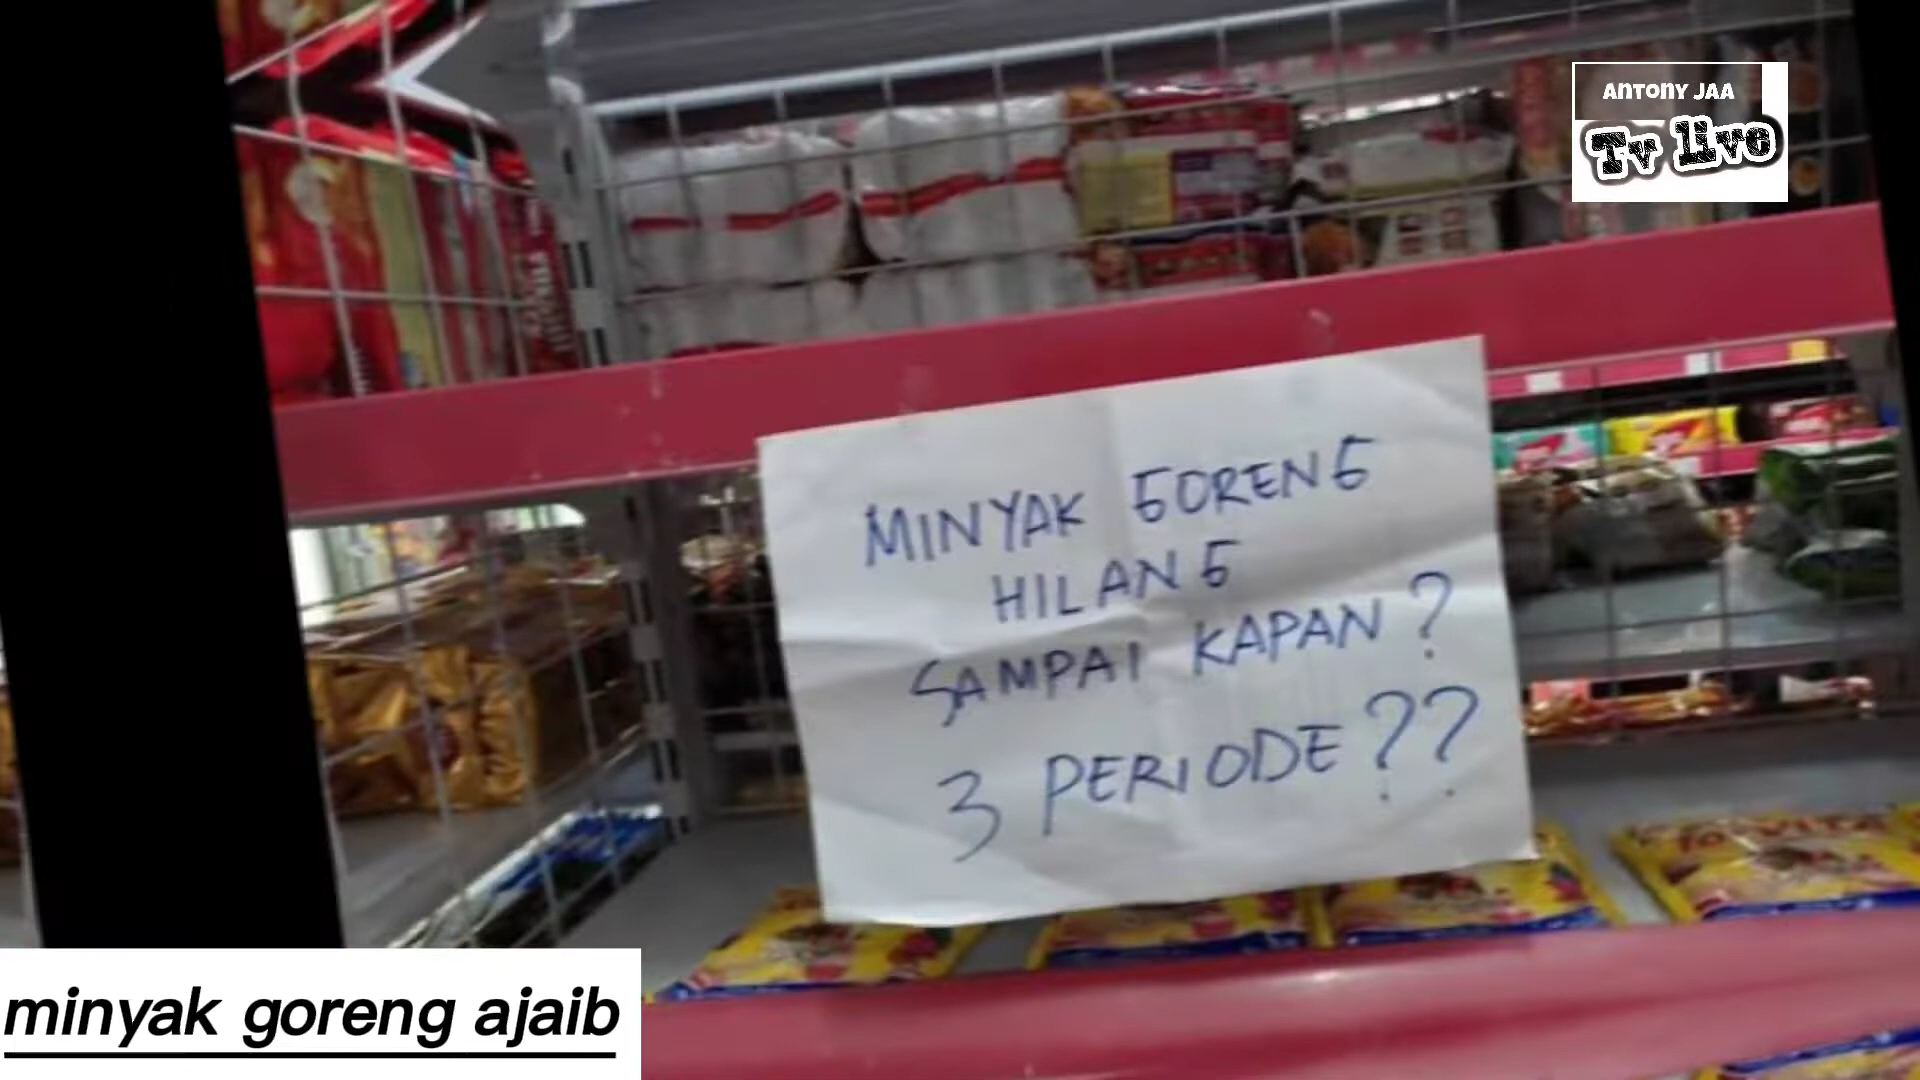 ANTONY JAA
Tv live
MINYAK GORENG
HILANG
SAMPAI KAPAN?
3 PERIODE??
minyak goreng ajaib